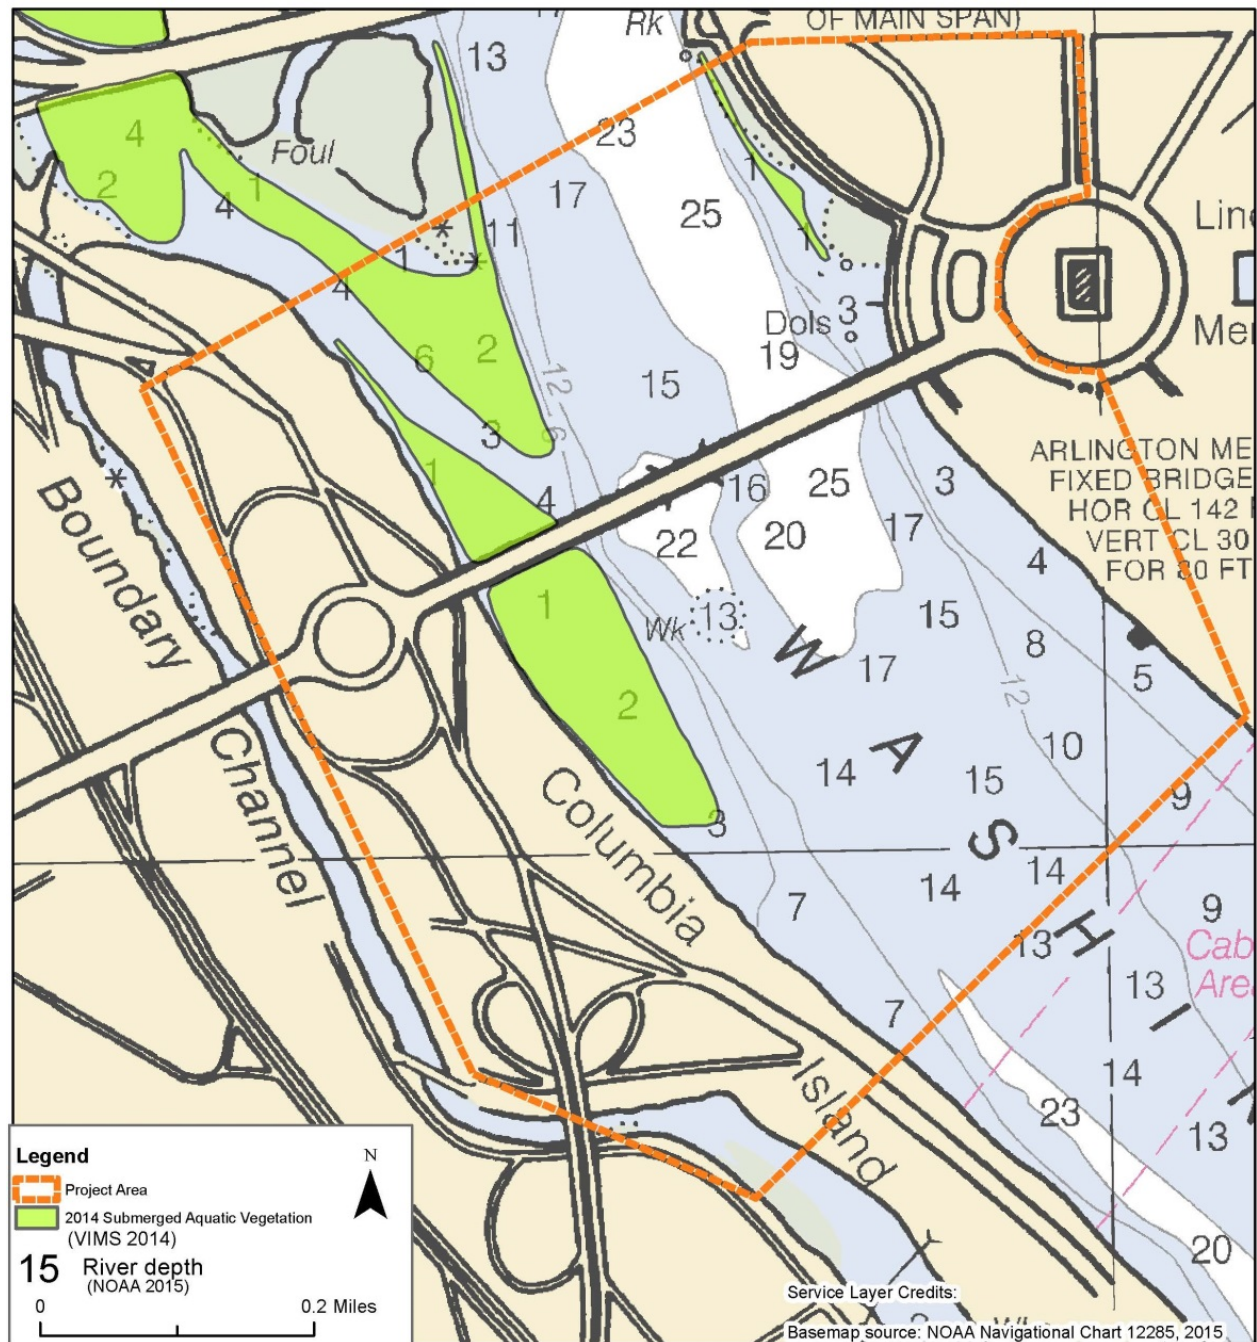 17
Rk
OF MAIN SPAN)
13
23
4
Foul
2
1
4
17
25
1
11
1
1
4
Dols
3
19
6
2
15
12
6
3
1
4
16
25
3
ARLINGTON ME
FIXED BRIDGE
HOR CL 142
VERT CL 30
FOR 80 FT
22
20
17
4
1
Wk
13
15
8
17
5
12
2
10
14
15
9
3
14
14
7
9
13
13
7
14
23
13
20
Boundary
Channel
Columbia
Island
WASHI
Legend
N
Project Area
2014 Submerged Aquatic Vegetation
(VIMS 2014)
15 River depth
(NOAA 2015)
0 0.2 Miles
Service Layer Credits:
Basemap source: NOAA Navigational Chart 12285, 2015